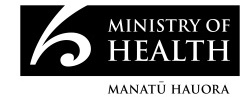 MINISTRY OF
HEALTH
MANATŪ HAUORA